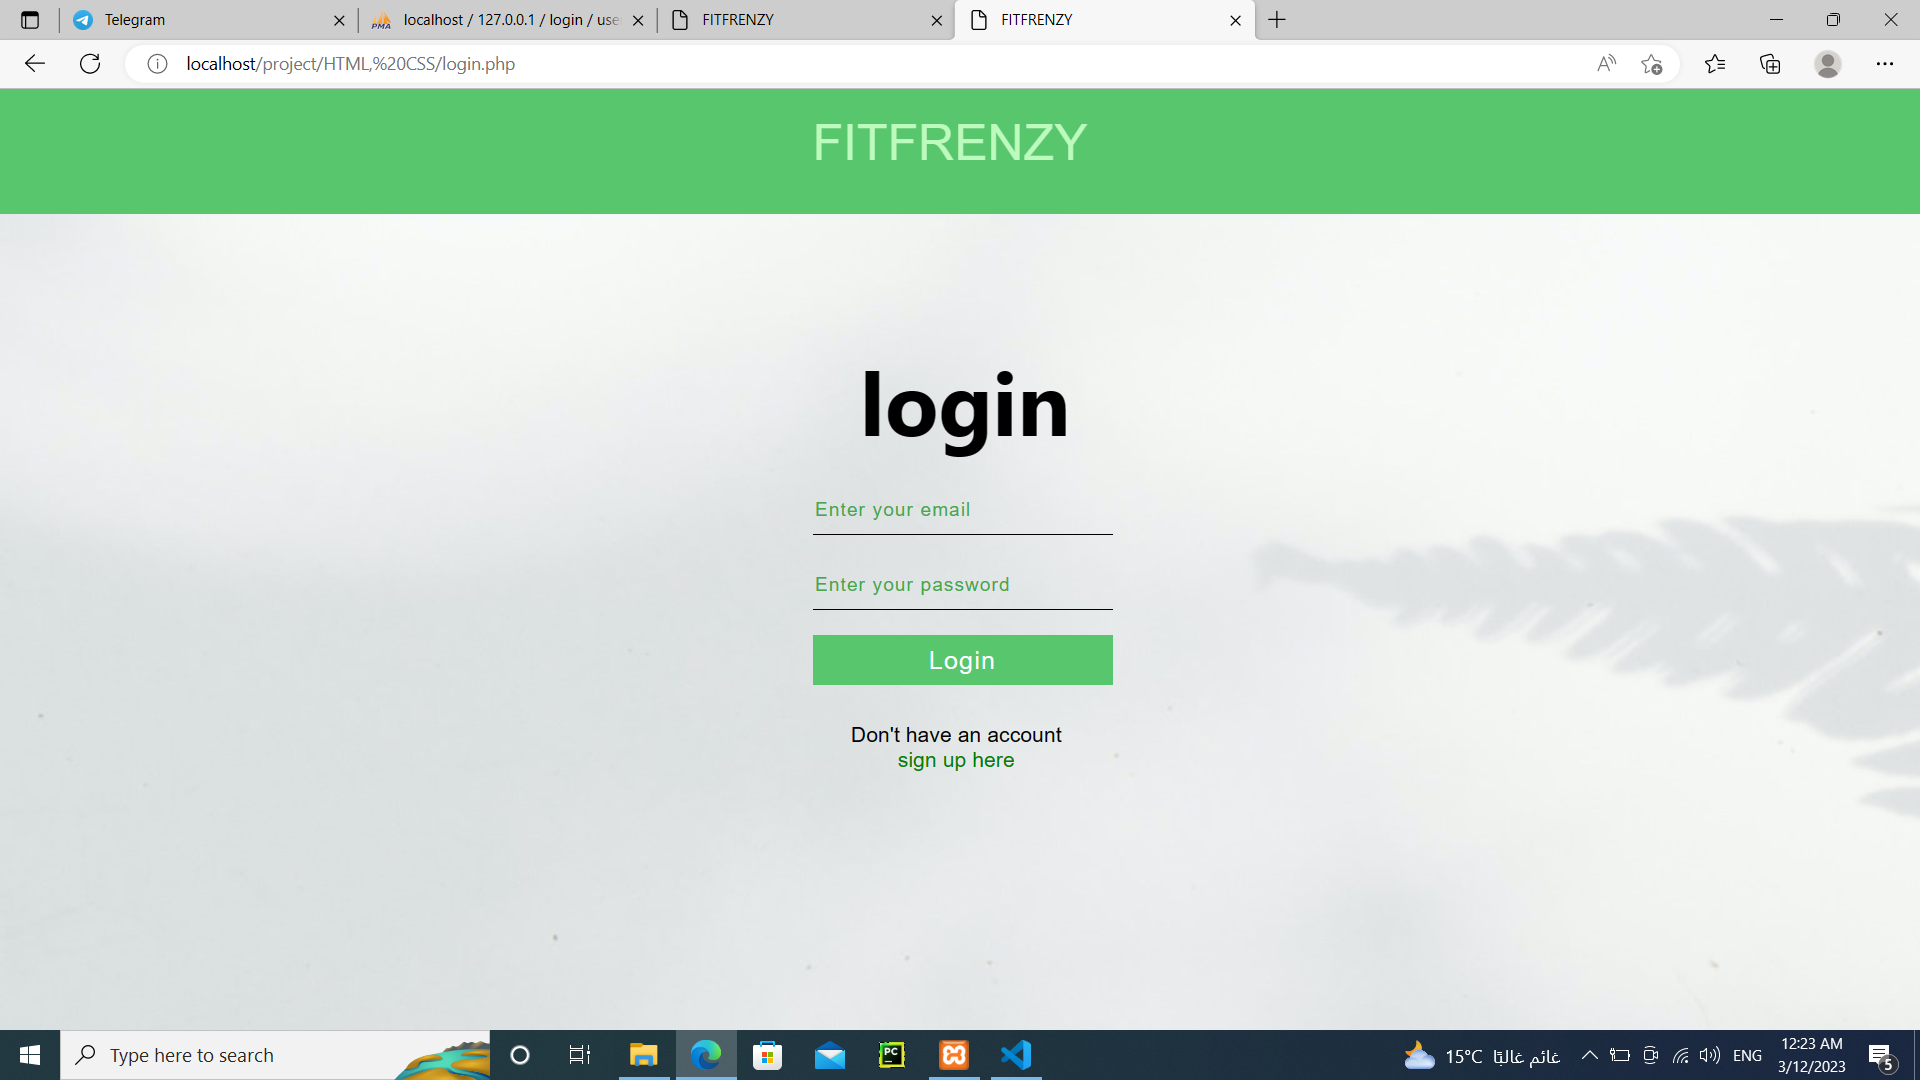 Telegram
localhost / 127.0.0.1 / login / use
FITFRENZY
FITFRENZY
localhost/project/HTML,%20CSS/login.php
FITFRENZY
login
Enter your email
Enter your password
Login
Don't have an account
sign up here
Type here to search
15°C غائم غالبًا
ENG
12:23 AM
3/12/2023
5